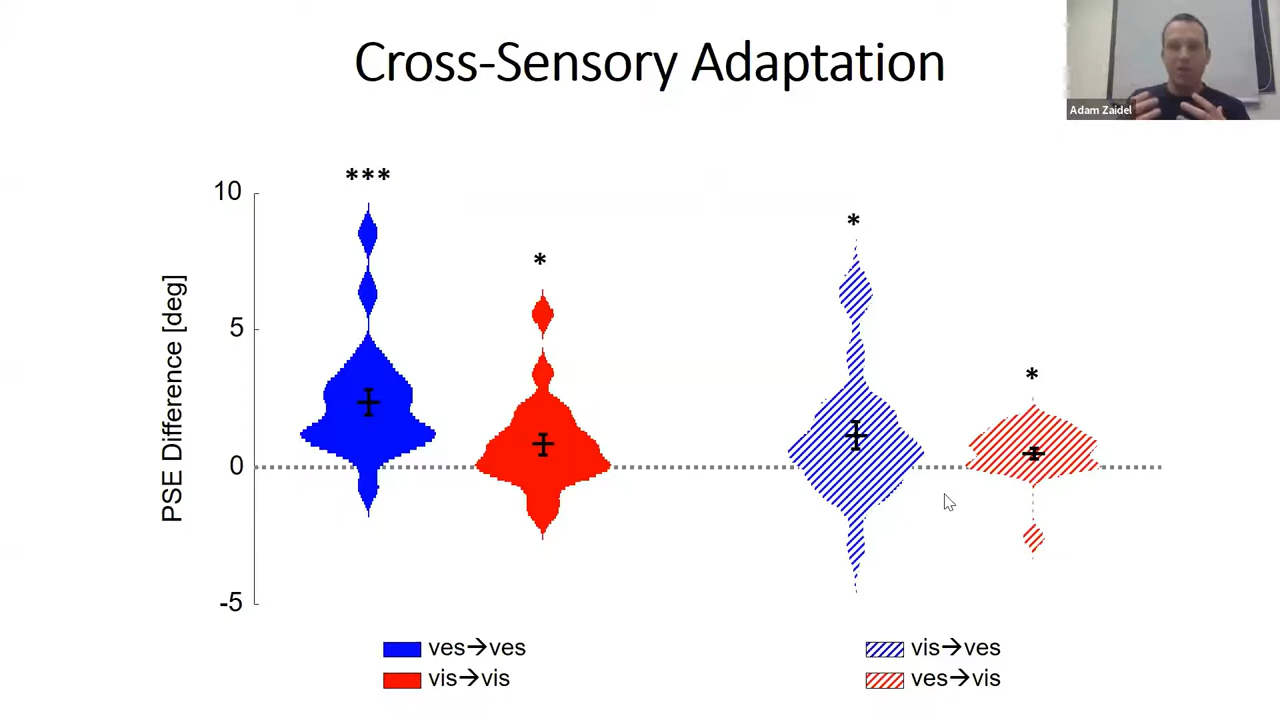 Cross-Sensory Adaptation
Adam Zaidel
PSE Difference [deg]
10
5
0
-5
***
*
*
*
ves→ves
vis→vis
vis→ves
ves→vis